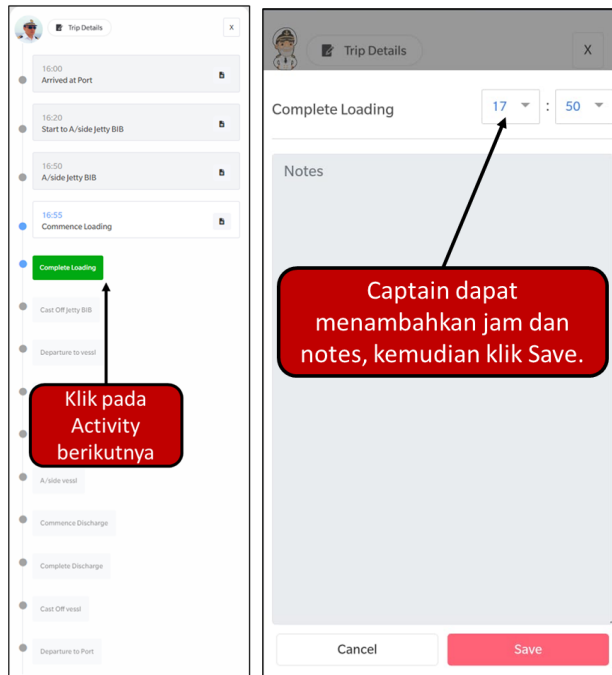 Trip Details
X
16:00
Arrived at Port
16:20
Start to A/side Jetty BIB
16:50
A/side Jetty BIB
16:55
Commence Loading
Complete Loading
Cast Off Jetty BIB
Departure to vessl
Klik pada
Activity
berikutnya
A/side vessl
Commence Discharge
Complete Discharge
Cast Off vessl
Departure to Port
Trip Details
X
Complete Loading
17 : 50
Notes
Captain dapat
menambahkan jam dan
notes, kemudian klik Save.
Cancel
Save